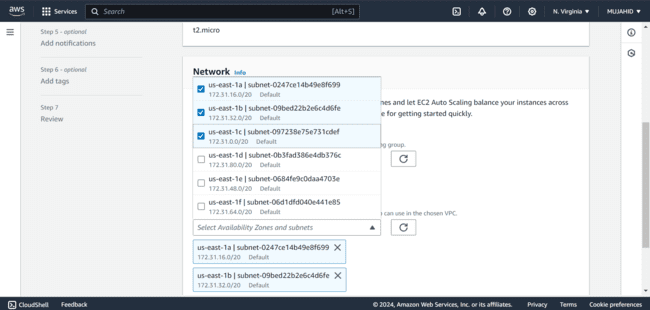 aws
Services
Search
[Alt+S]
N. Virginia ▼
MUJAHID ▼
Step 5 - optional
Add notifications
Step 6 - optional
Add tags
Step 7
Review
t2.micro
Network Info
us-east-1a | subnet-0247ce14b49e8f699
172.31.16.0/20 Default
us-east-1b | subnet-09bed22b2e6c4d6fe
172.31.32.0/20 Default
us-east-1c | subnet-097238e75e731cdef
172.31.0.0/20 Default
us-east-1d | subnet-0b3fad386e4db376c
172.31.80.0/20 Default
us-east-1e | subnet-0684fe9c0daa4703e
172.31.48.0/20 Default
us-east-1f | subnet-06d1dfd040e441e85
172.31.64.0/20 Default
nes and let EC2 Auto Scaling balance your instances across
e for getting started quickly.
ng group.
can use in the chosen VPC.
Select Availability Zones and subnets
us-east-1a | subnet-0247ce14b49e8f699
172.31.16.0/20 Default
us-east-1b | subnet-09bed22b2e6c4d6fe
172.31.32.0/20 Default
CloudShell
Feedback
© 2024, Amazon Web Services, Inc. or its affiliates.
Privacy
Terms
Cookie preferences